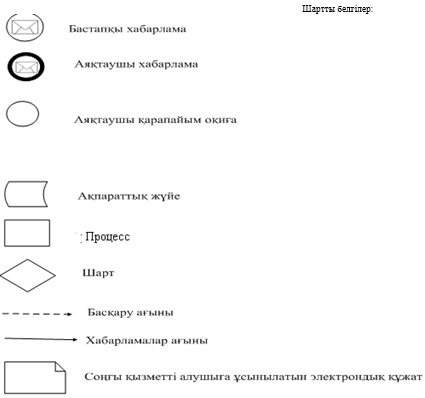 Шартты белгілер:
Бастапқы хабарлама
Аяқтаушы хабарлама
Аяқтаушы қарапайым оқиға
Ақпараттық жүйе
: Процесс
Шарт
Басқару ағыны
Хабарламалар ағыны
Соңғы қызметті алушыға ұсынылатын электрондық құжат